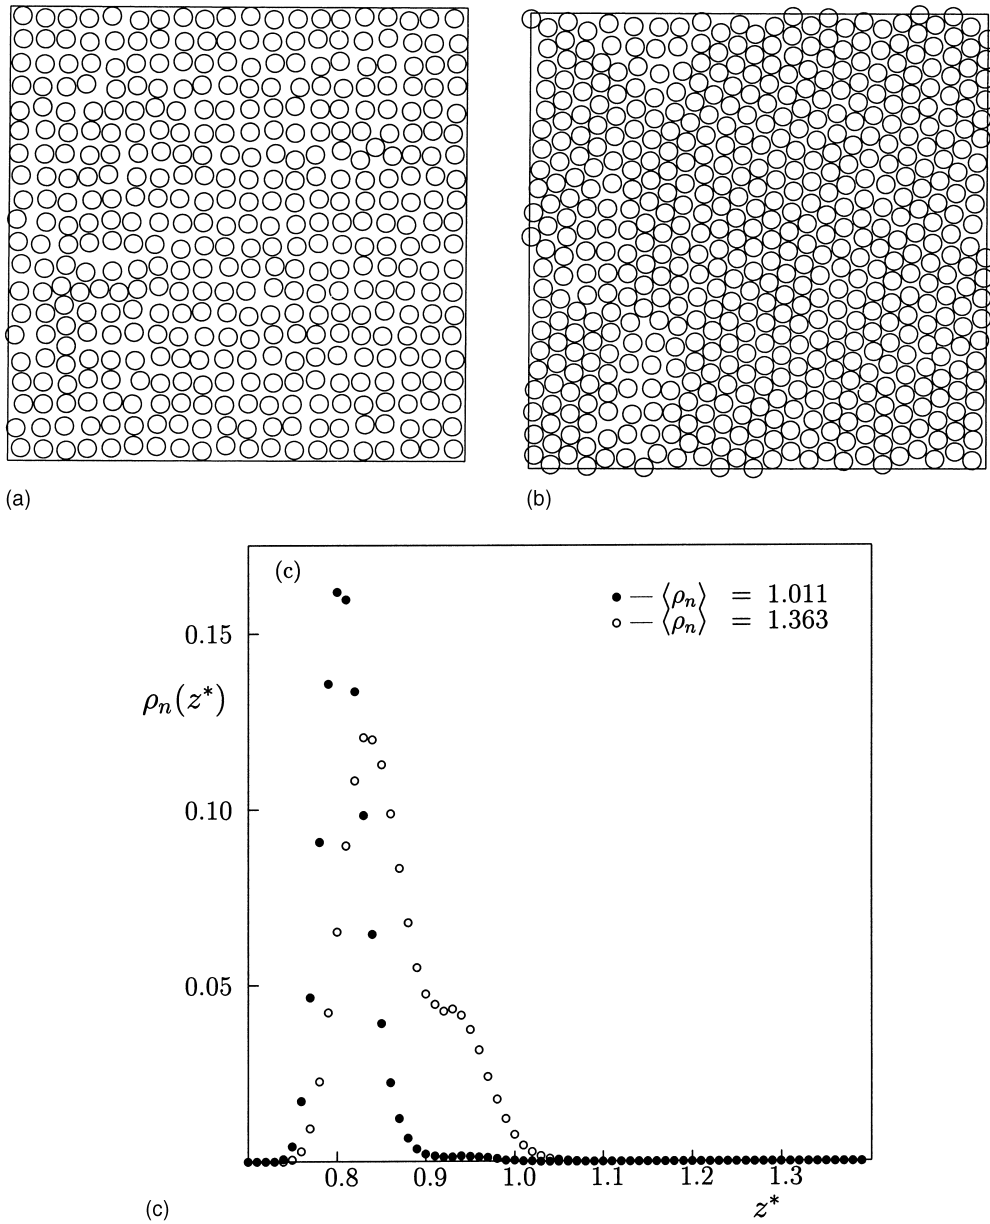 (a)
(b)
(c)
● — ⟨ρn⟩ = 1.011
○ — ⟨ρn⟩ = 1.363
0.15
ρn(z*)
0.10
0.05
0.8 0.9 1.0 1.1 1.2 1.3
z*
(c)